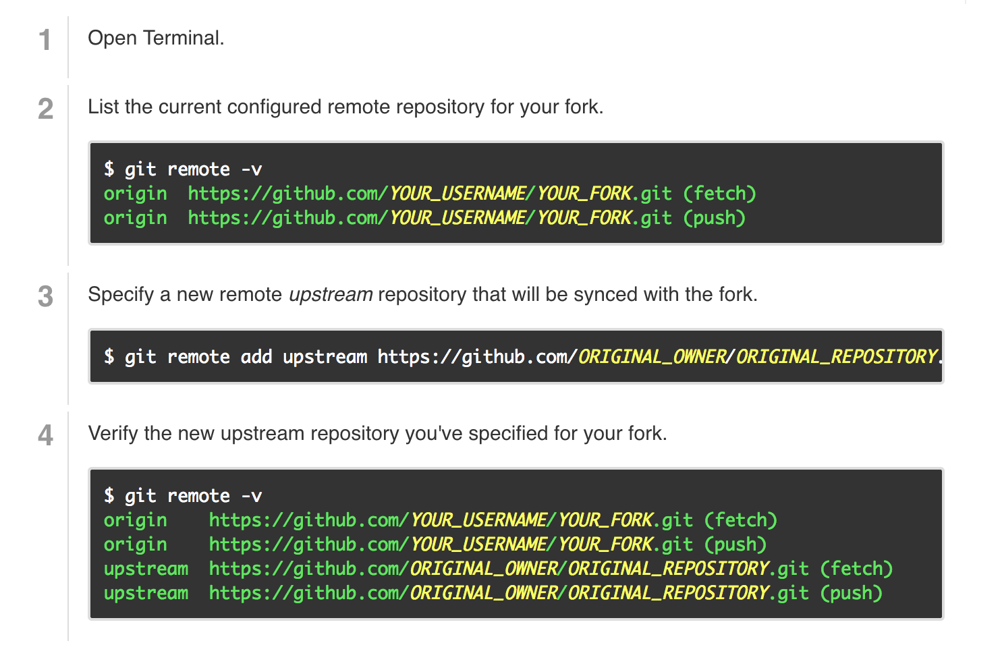 1
Open Terminal.
2
List the current configured remote repository for your fork.
$ git remote -v
origin  https://github.com/YOUR_USERNAME/YOUR_FORK.git (fetch)
origin  https://github.com/YOUR_USERNAME/YOUR_FORK.git (push)
3
Specify a new remote upstream repository that will be synced with the fork.
$ git remote add upstream https://github.com/ORIGINAL_OWNER/ORIGINAL_REPOSITORY.
4
Verify the new upstream repository you've specified for your fork.
$ git remote -v
origin    https://github.com/YOUR_USERNAME/YOUR_FORK.git (fetch)
origin    https://github.com/YOUR_USERNAME/YOUR_FORK.git (push)
upstream  https://github.com/ORIGINAL_OWNER/ORIGINAL_REPOSITORY.git (fetch)
upstream  https://github.com/ORIGINAL_OWNER/ORIGINAL_REPOSITORY.git (push)